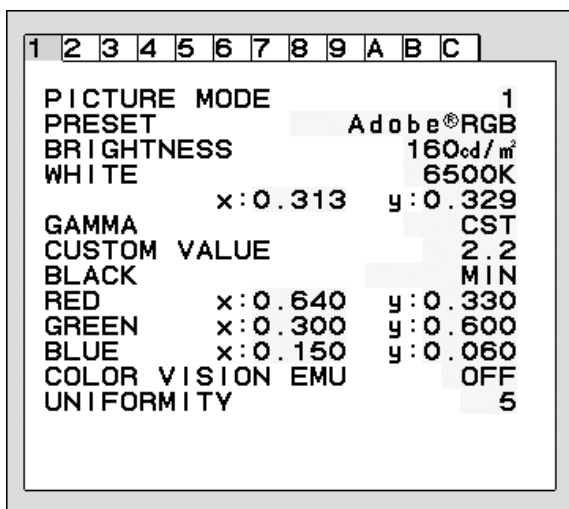 1 2 3 4 5 6 7 8 9 A B C
PICTURE MODE 1
PRESET Adobe®RGB
BRIGHTNESS 160cd/㎡
WHITE 6500K
x:0.313 y:0.329
GAMMA CST
CUSTOM VALUE 2.2
BLACK MIN
RED x:0.640 y:0.330
GREEN x:0.300 y:0.600
BLUE x:0.150 y:0.060
COLOR VISION EMU OFF
UNIFORMITY 5